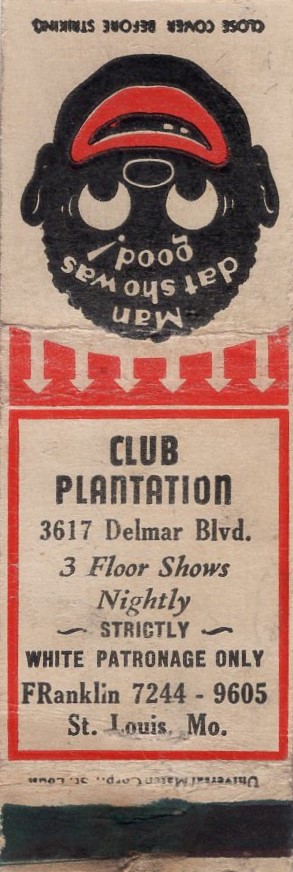 CLOSE COVER BEFORE STRIKING
Man
dat sho was
good!
CLUB
PLANTATION
3617 Delmar Blvd.
3 Floor Shows
Nightly
~ STRICTLY ~
WHITE PATRONAGE ONLY
FRanklin 7244 - 9605
St. Louis, Mo.
Universal Match Corp., St. Louis